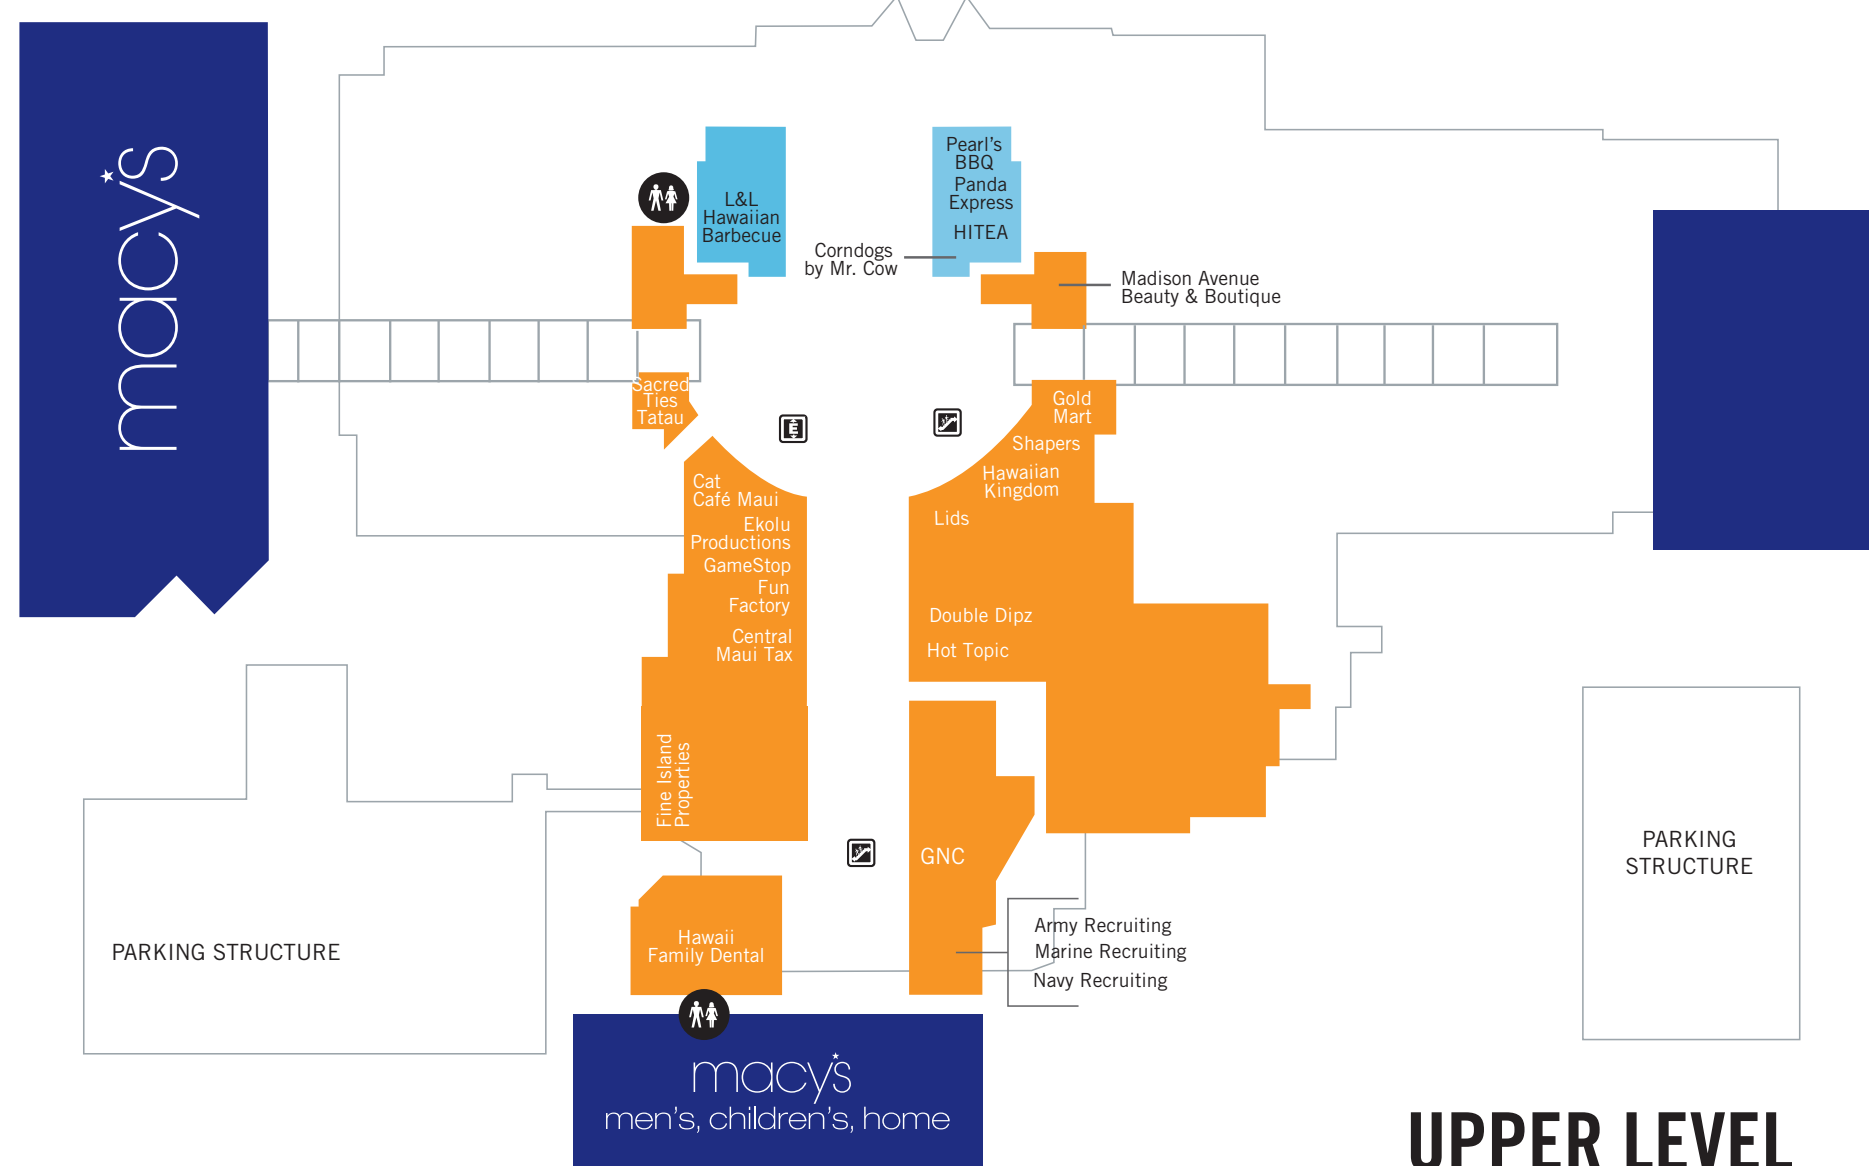 macy's
L&L
Hawaiian
Barbecue
Pearl's
BBQ
Panda
Express
HITEA
Corndogs
by Mr. Cow
Madison Avenue
Beauty & Boutique
Sacred
Ties
Tatau
E
Gold
Mart
Shapers
Hawaiian
Kingdom
Lids
Cat
Café Maui
Ekolu
Productions
GameStop
Fun
Factory
Central
Maui Tax
Double Dipz
Hot Topic
Fine Island
Properties
GNC
Hawaii
Family Dental
Army Recruiting
Marine Recruiting
Navy Recruiting
PARKING STRUCTURE
PARKING
STRUCTURE
macy's
men's, children's, home
UPPER LEVEL